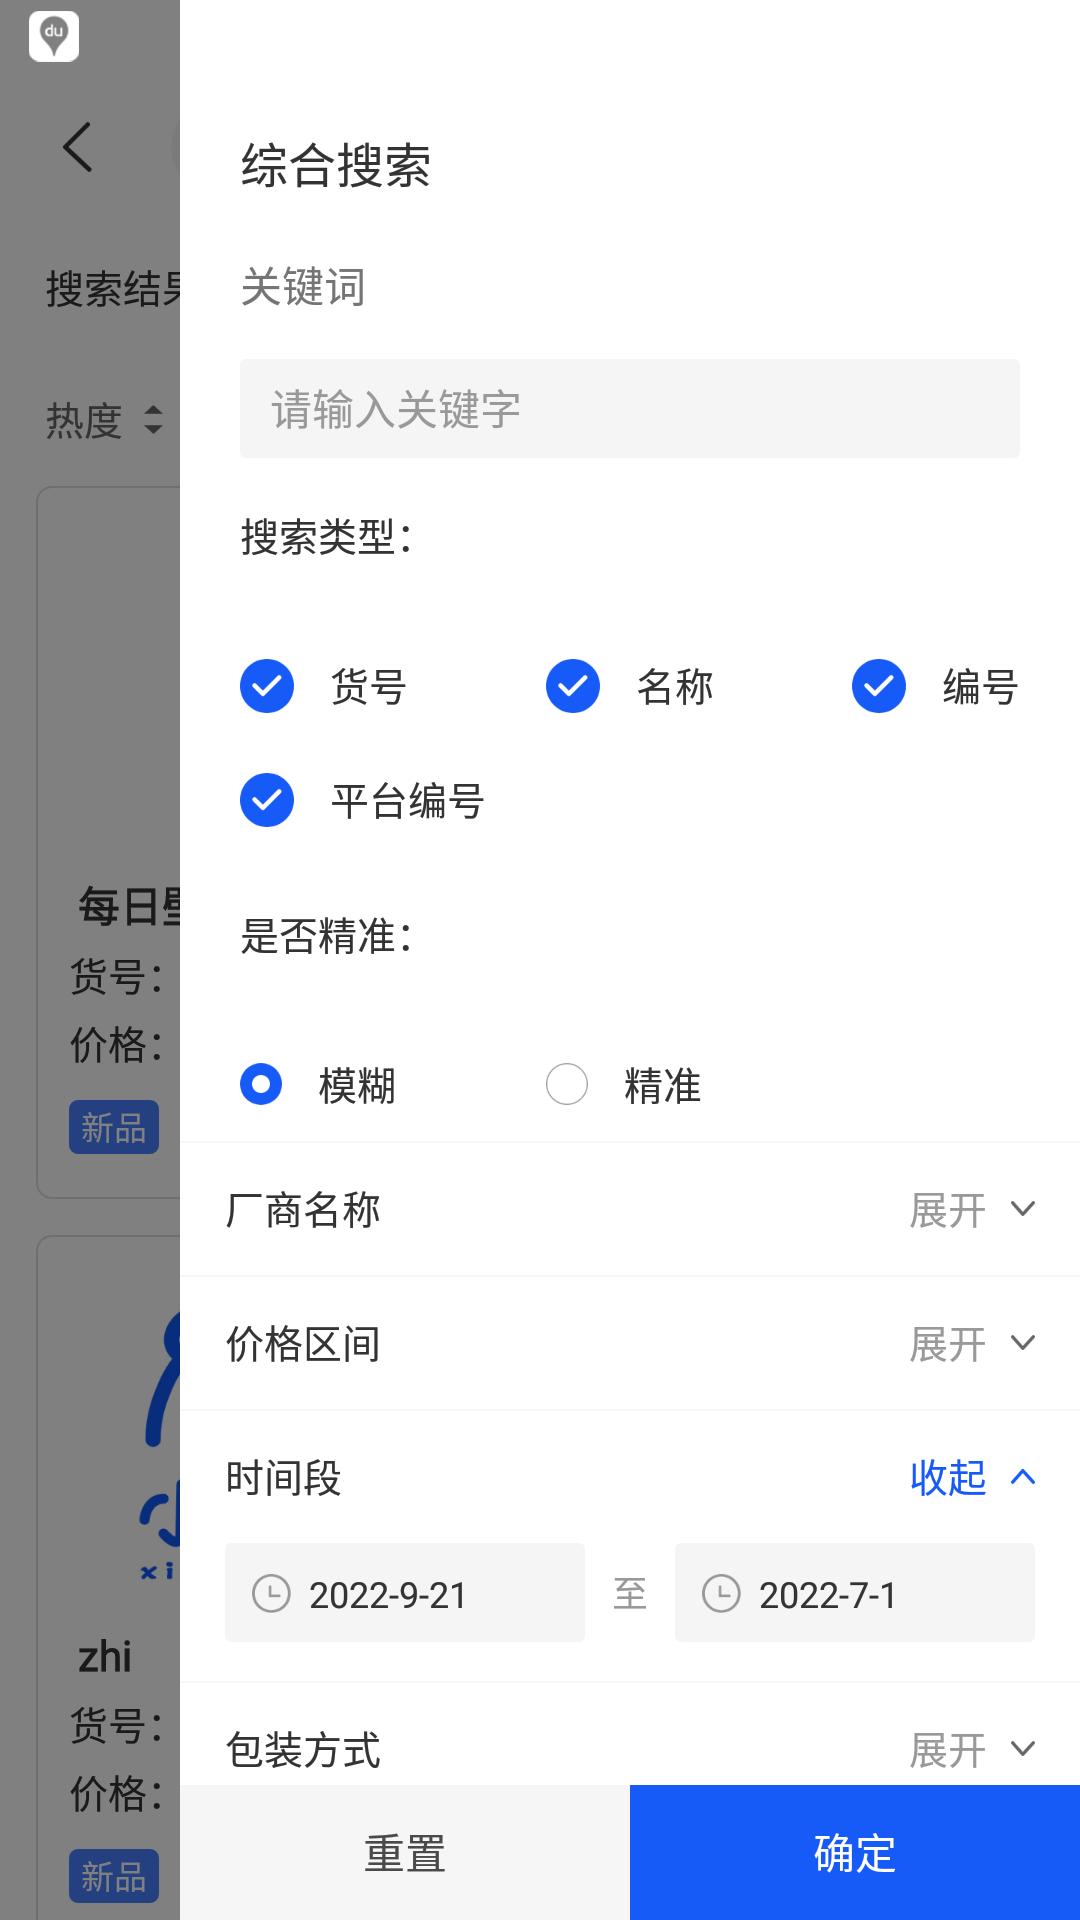 du
综合搜索
关键词
请输入关键字
搜索类型：
货号 名称 编号
平台编号
是否精准：
模糊 精准
厂商名称 展开
价格区间 展开
时间段 收起
2022-9-21 至 2022-7-1
包装方式 展开
重置 确定
搜索结果
热度
每日
货号：
价格：
新品
xi
zhi
货号：
价格：
新品